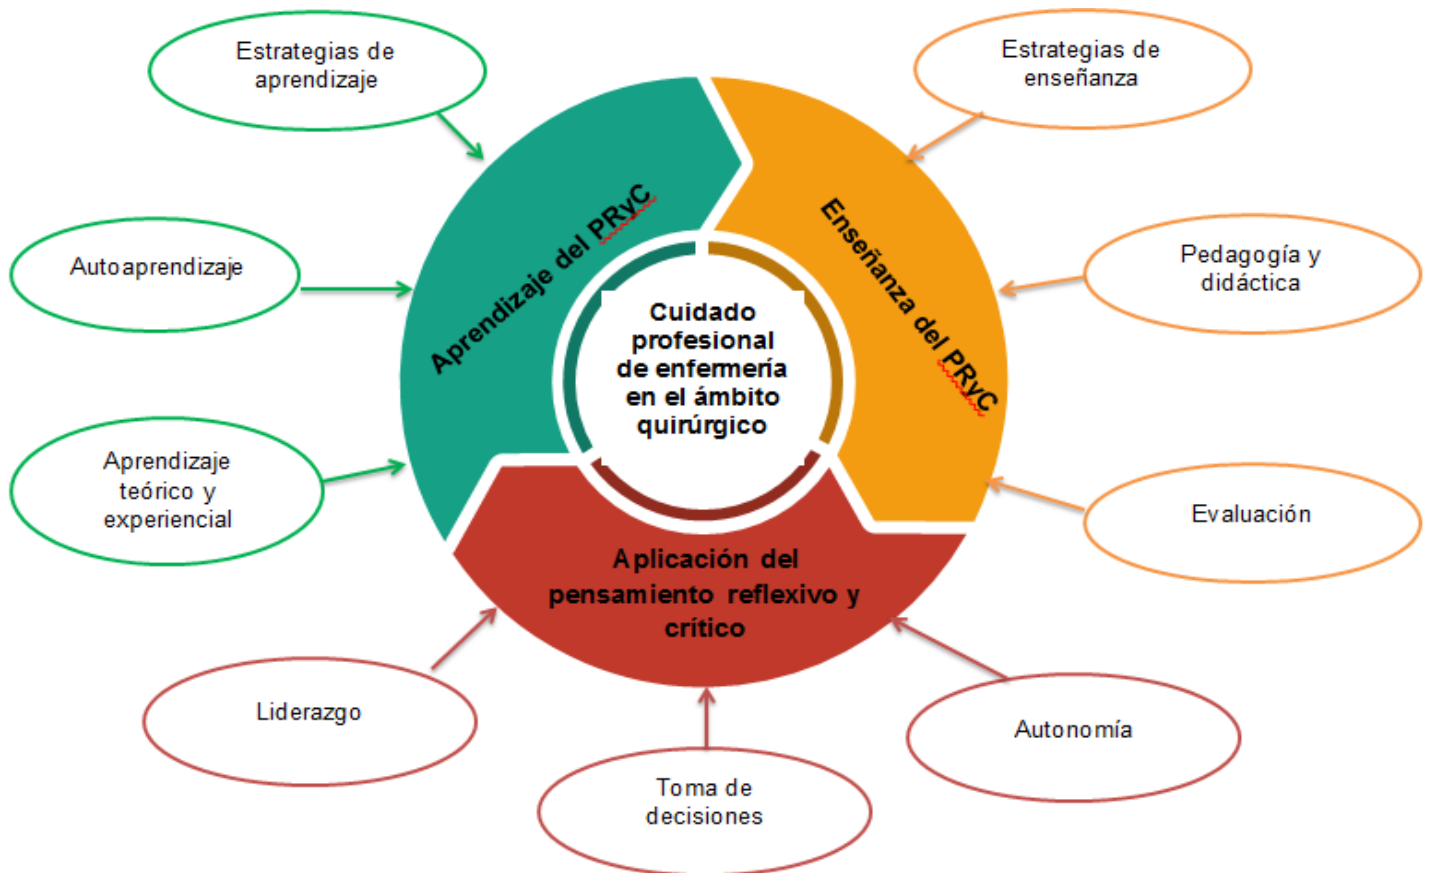 Estrategias de
aprendizaje
Estrategias de
enseñanza
Autoaprendizaje
Pedagogía y
didáctica
Aprendizaje del PRyC
Enseñanza del PRyC
Cuidado
profesional
de enfermería
en el ámbito
quirúrgico
Aprendizaje
teórico y
experiencial
Evaluación
Aplicación del
pensamiento reflexivo y
crítico
Liderazgo
Autonomía
Toma de
decisiones